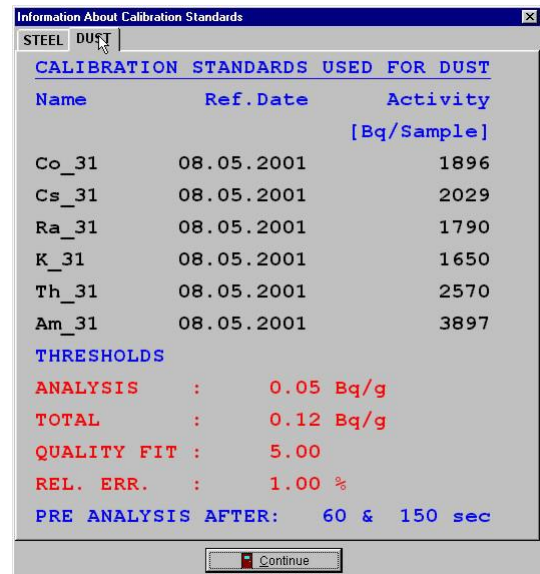 Information About Calibration Standards
STEEL DUST
CALIBRATION STANDARDS USED FOR DUST
Name Ref.Date Activity
[Bq/Sample]
Co_31 08.05.2001 1896
Cs_31 08.05.2001 2029
Ra_31 08.05.2001 1790
K_31 08.05.2001 1650
Th_31 08.05.2001 2570
Am_31 08.05.2001 3897
THRESHOLDS
ANALYSIS : 0.05 Bq/g
TOTAL : 0.12 Bq/g
QUALITY FIT : 5.00
REL. ERR. : 1.00 %
PRE ANALYSIS AFTER: 60 & 150 sec
Continue